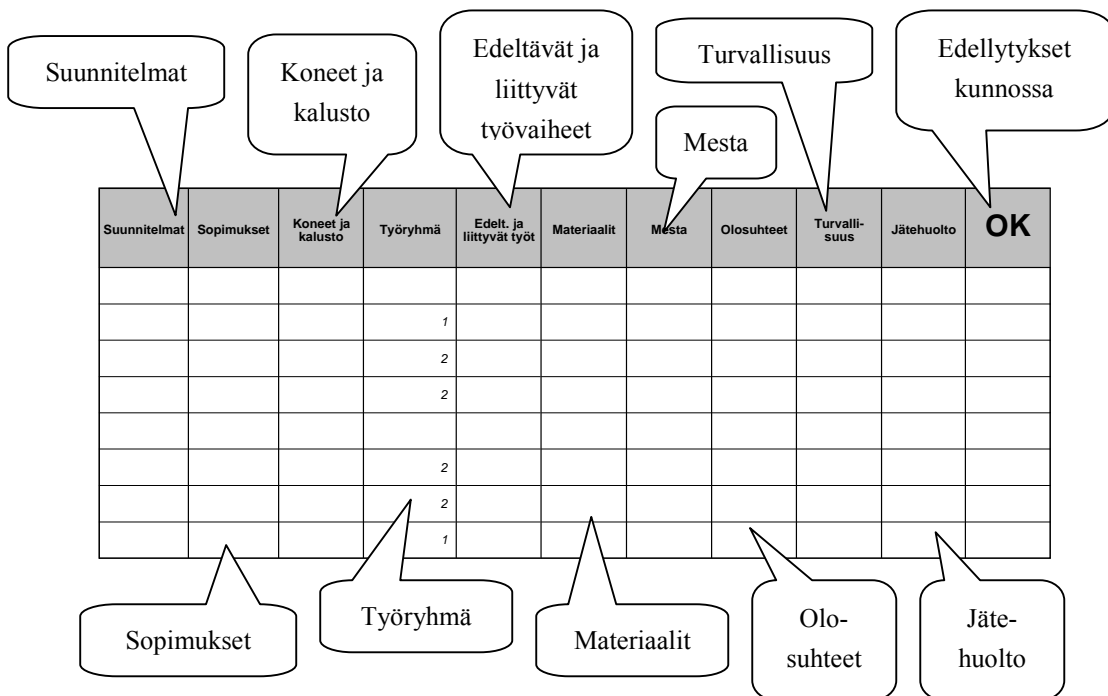 Suunnitelmat
Koneet ja
kalusto
Edeltävät ja
liittyvät
työvaiheet
Turvallisuus
Mesta
Edellytykset
kunnossa
Suunnitelmat
Sopimukset
Koneet ja
kalusto
Työryhmä
Edelt. ja
liittyvät työt
Materiaalit
Mesta
Olosuhteet
Turvalli-
suus
Jätehuolto
OK
1
2
2
2
2
1
Sopimukset
Työryhmä
Materiaalit
Olo-
suhteet
Jäte-
huolto